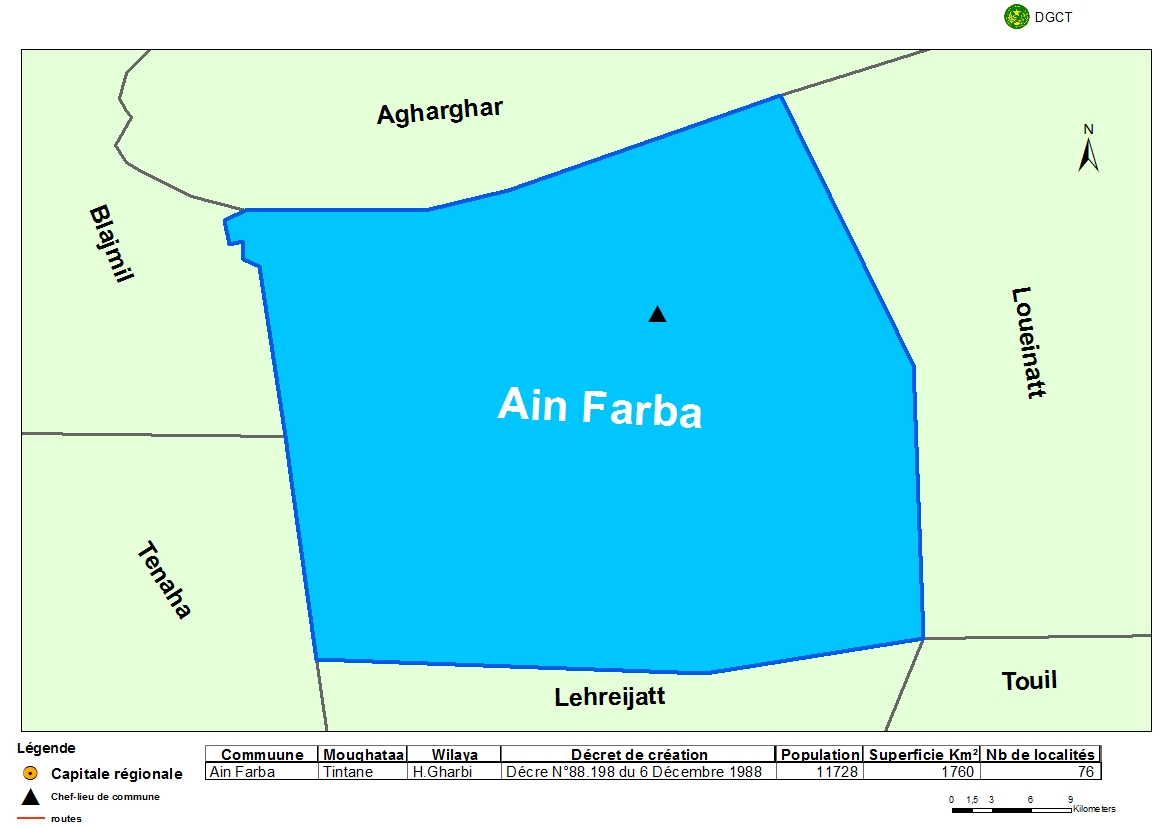 DGCT
Agharghar
N
Blajmil
Loueinatt
Ain Farba
Tenaha
Touil
Lehreijatt
Légende
Capitale régionale
Chef-lieu de commune
routes
Commuune Moughataa Wilaya Décret de création Population Superficie Km² Nb de localités
Ain Farba Tintane H.Gharbi Décre N°88.198 du 6 Décembre 1988 11728 1760 76
0 1,5 3 6 9
Kilometers